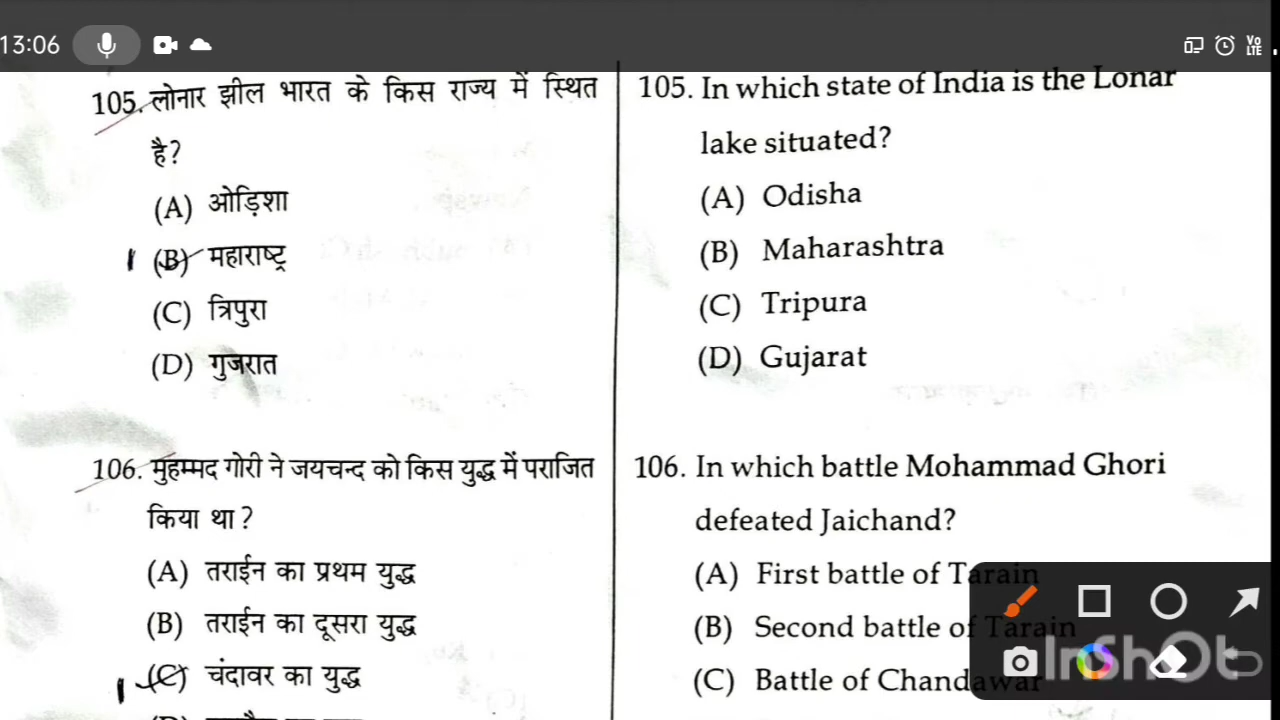 13:06
105. लोनार झील भारत के किस राज्य में स्थित
है?
(A) ओड़िशा
(B) महाराष्ट्र
(C) त्रिपुरा
(D) गुजरात
106. मुहम्मद गोरी ने जयचन्द को किस युद्ध में पराजित
किया था?
(A) तराईन का प्रथम युद्ध
(B) तराईन का दूसरा युद्ध
(C) चंदावर का युद्ध
105. In which state of India is the Lonar
lake situated?
(A) Odisha
(B) Maharashtra
(C) Tripura
(D) Gujarat
106. In which battle Mohammad Ghori
defeated Jaichand?
(A) First battle of Tarain
(B) Second battle of Tarain
(C) Battle of Chandawar
InShOt